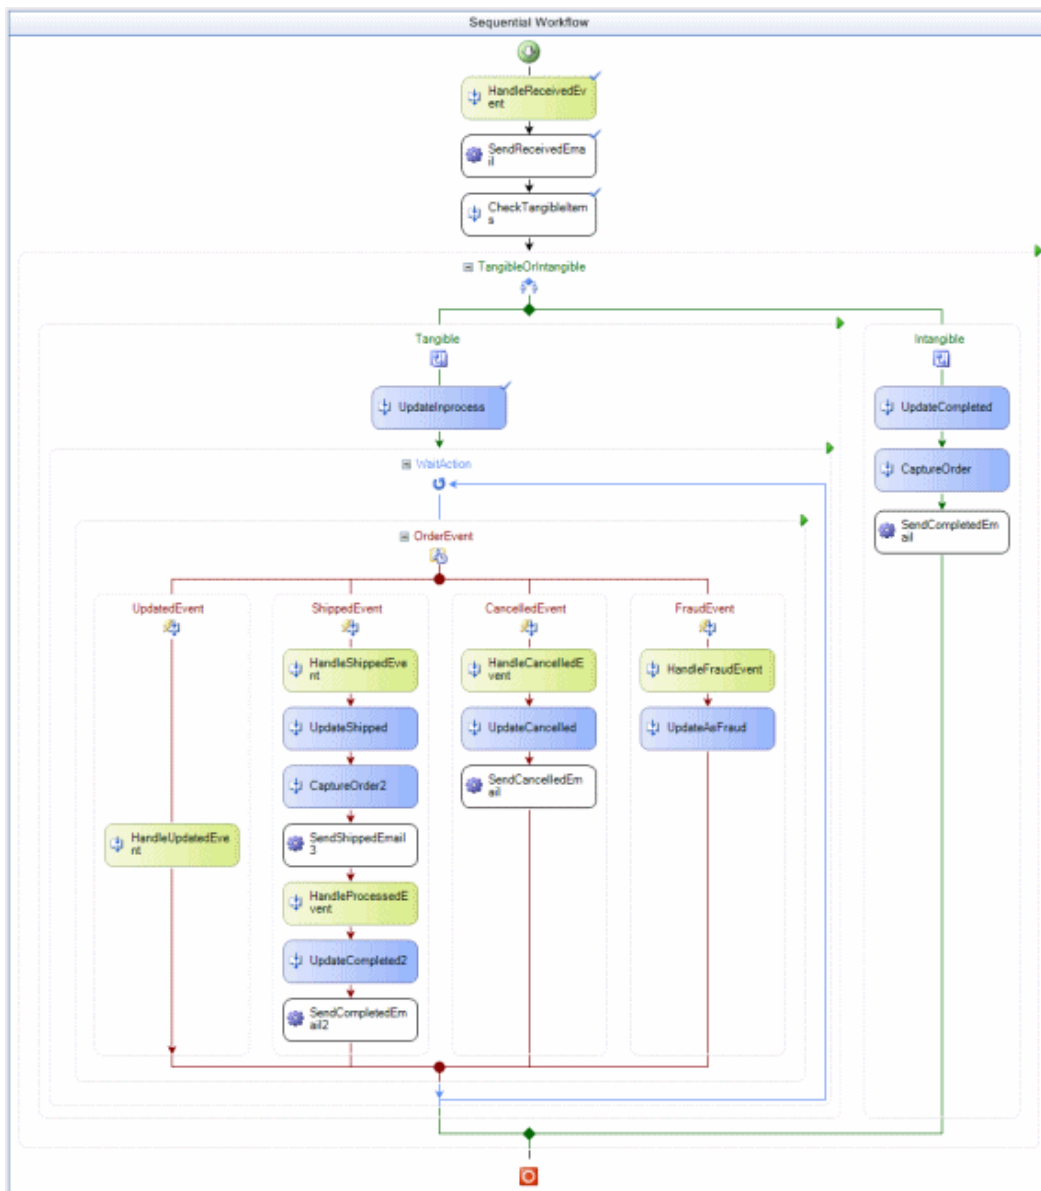 Sequential Workflow
HandleReceivedEv
ent
SendReceivedEma
il
CheckTangibleItem
s
TangibleOrIntangible
Tangible
Intangible
UpdateInprocess
UpdateCompleted
WaitAction
CaptureOrder
SendCompletedEm
ail
OrderEvent
UpdatedEvent
ShippedEvent
CancelledEvent
FraudEvent
HandleShippedEve
nt
HandleCancelledE
vent
HandleFraudEvent
UpdateShipped
UpdateCancelled
UpdateAsFraud
CaptureOrder2
SendCancelledEm
ail
HandleUpdatedEve
nt
SendShippedEmail
3
HandleProcessedE
vent
UpdateCompleted2
SendCompletedEm
ail2